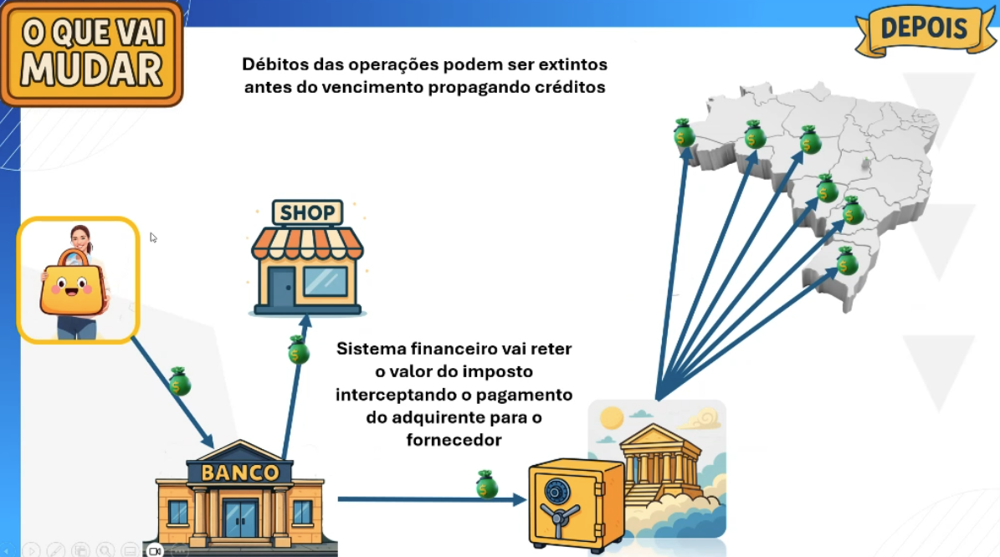 O QUE VAI
MUDAR
DEPOIS
Débitos das operações podem ser extintos
antes do vencimento propagando créditos
SHOP
Sistema financeiro vai reter
o valor do imposto
interceptando o pagamento
do adquirente para o
fornecedor
BANCO